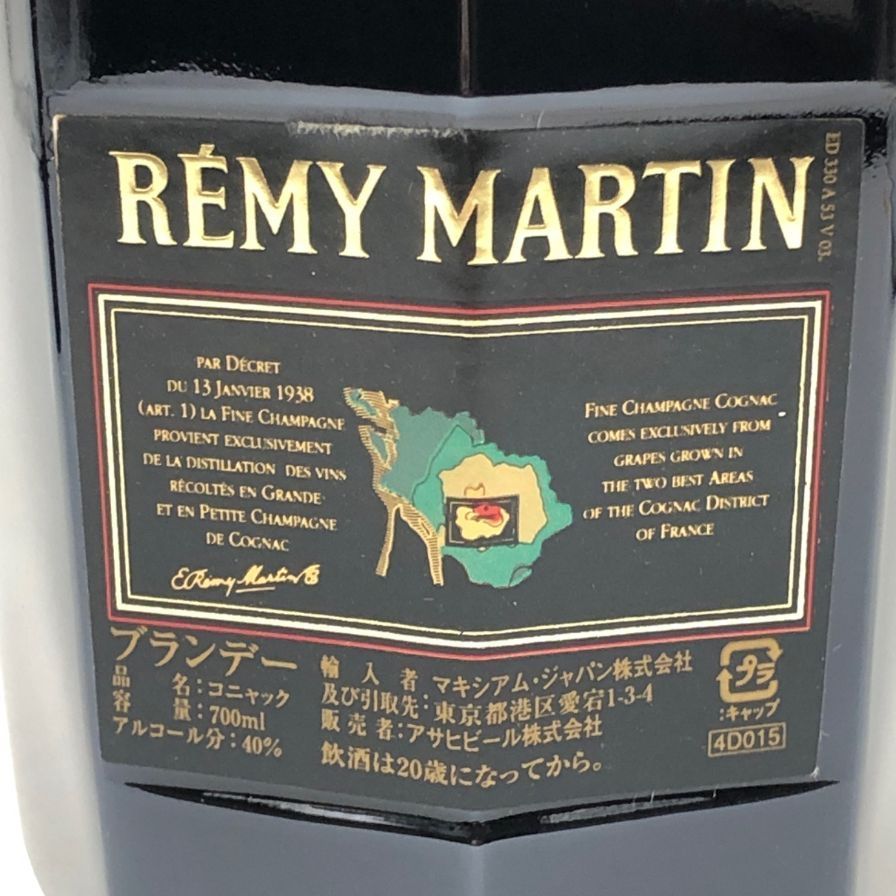 RÉMY MARTIN
ED 330 A 53 V 03.
PAR DÉCRET
DU 13 JANVIER 1938
(ART. 1) LA FINE CHAMPAGNE
PROVIENT EXCLUSIVEMENT
DE LA DISTILLATION DES VINS
RÉCOLTÉS EN GRANDE
ET EN PETITE CHAMPAGNE
DE COGNAC
E. Rémy Martin
FINE CHAMPAGNE COGNAC
COMES EXCLUSIVELY FROM
GRAPES GROWN IN
THE TWO BEST AREAS
OF THE COGNAC DISTRICT
OF FRANCE
ブランデー
品名:コニャック
容量:700ml
アルコール分:40%
輸入者 マキシアム・ジャパン株式会社
及び引取先:東京都港区愛宕1-3-4
販売者:アサヒビール株式会社
飲酒は20歳になってから。
プラ
:キャップ
4D015